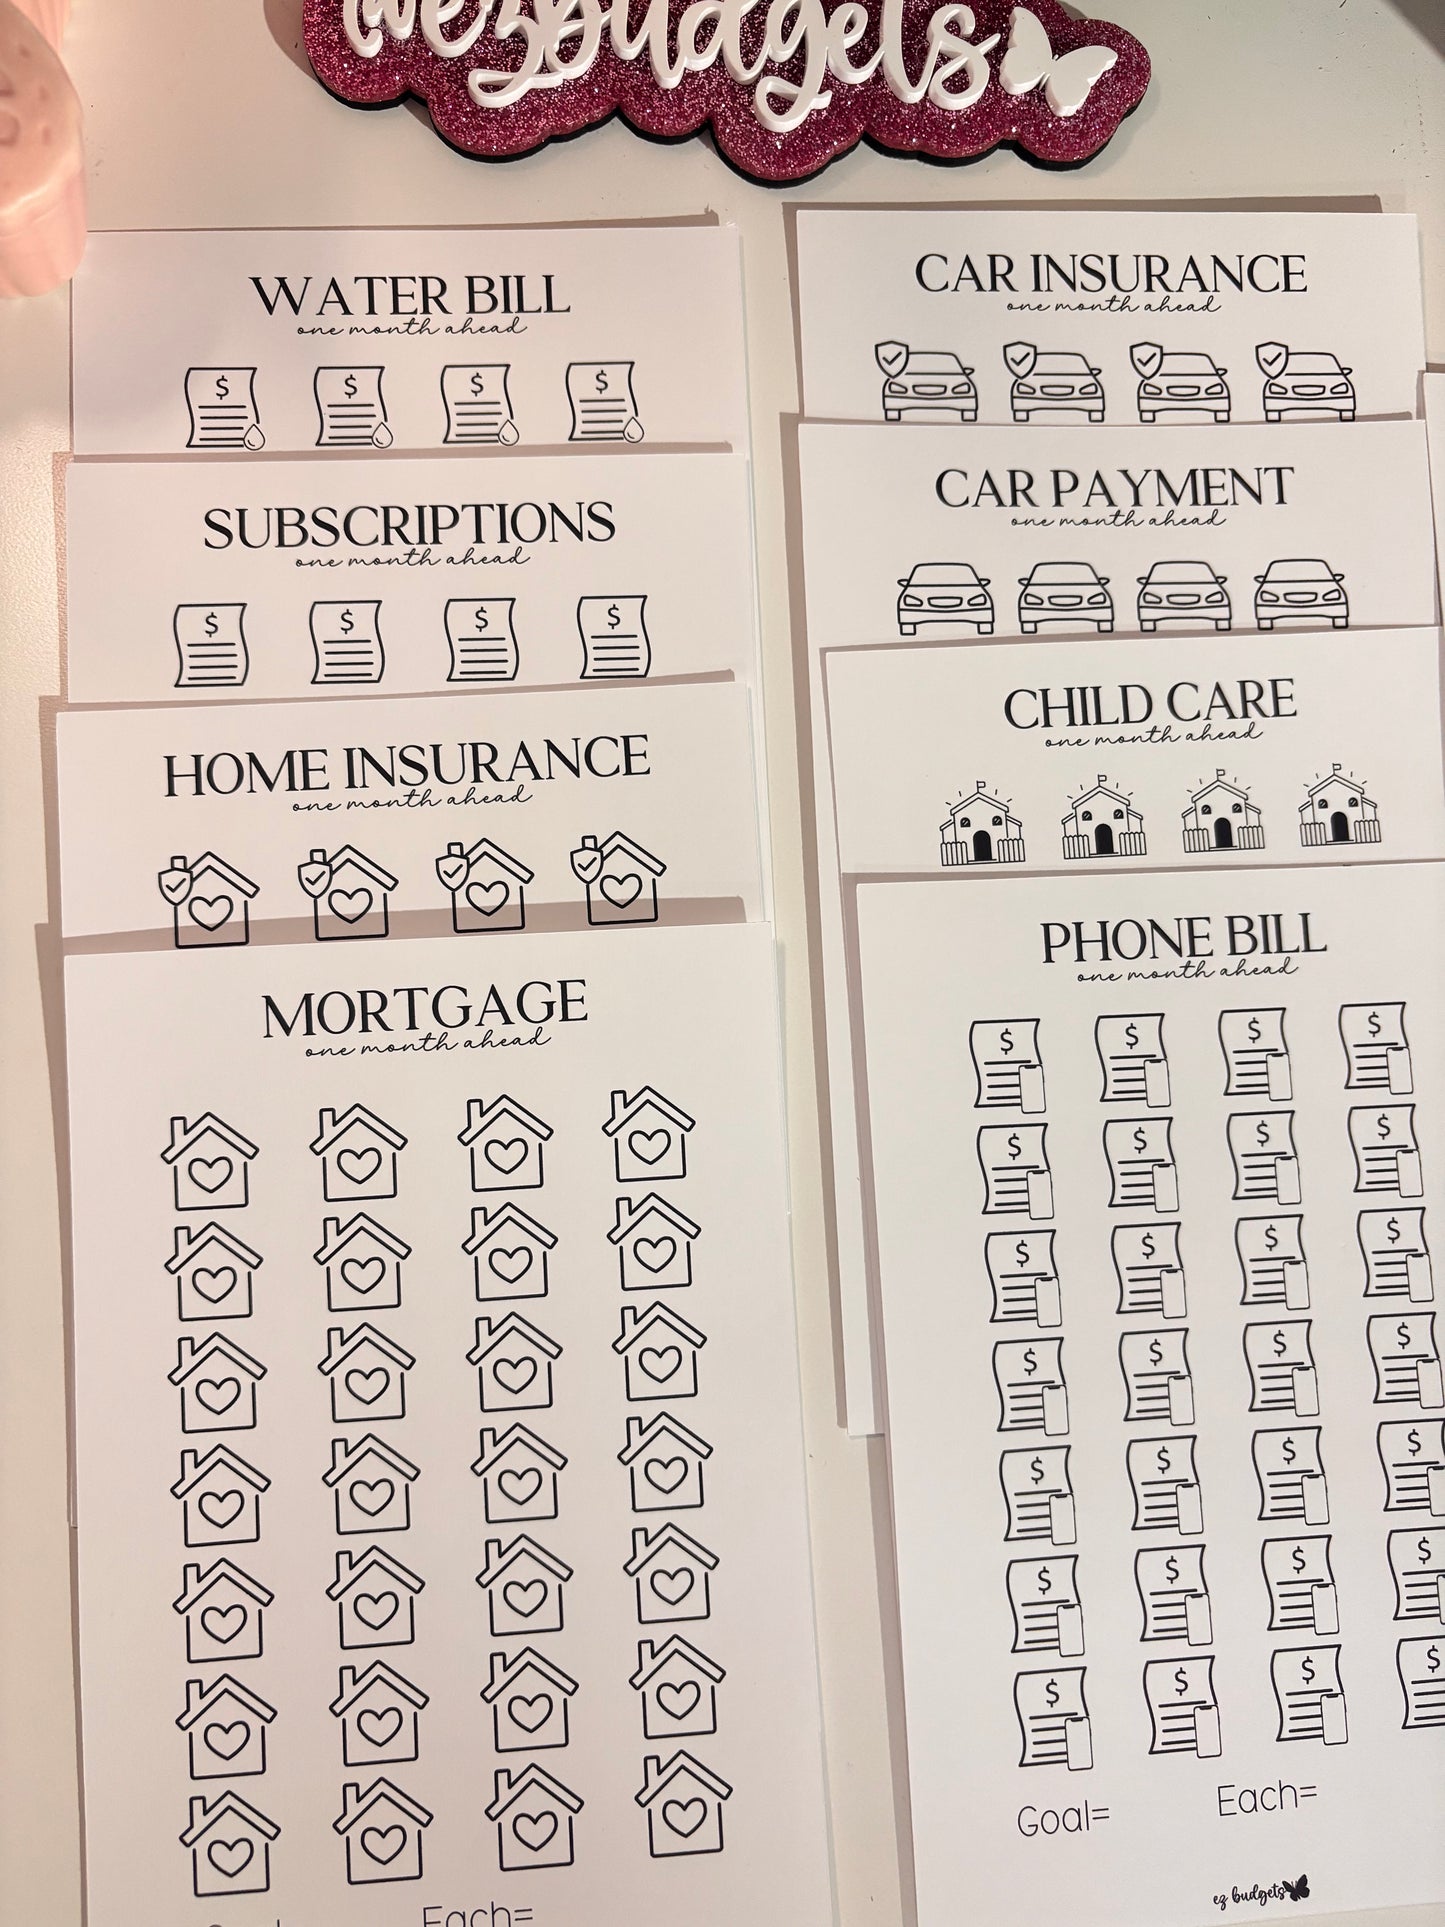 @ezbudgets
WATER BILL
one month ahead
$ $ $ $
SUBSCRIPTIONS
one month ahead
$ $ $ $
HOME INSURANCE
one month ahead
MORTGAGE
one month ahead
Each=
CAR INSURANCE
one month ahead
CAR PAYMENT
one month ahead
CHILD CARE
one month ahead
PHONE BILL
one month ahead
$ $ $ $
$ $ $ $
$ $ $ $
$ $ $ $
$ $ $ $
$ $ $ $
$ $ $ $
Goal= Each=
ez budgets